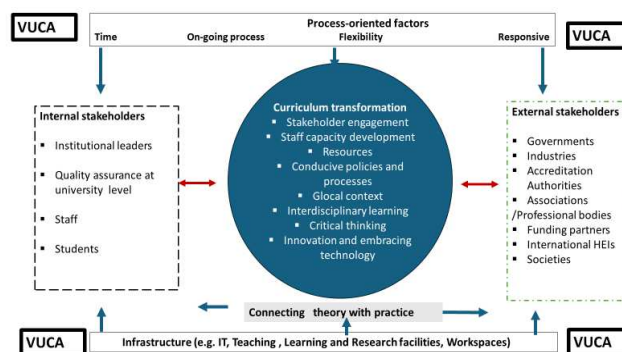 VUCA
Process-oriented factors
VUCA
Time On-going process Flexibility Responsive
Internal stakeholders
▪ Institutional leaders
▪ Quality assurance at
university level
▪ Staff
▪ Students
Curriculum transformation
▪ Stakeholder engagement
▪ Staff capacity development
▪ Resources
▪ Conducive policies and
processes
▪ Glocal context
▪ Interdisciplinary learning
▪ Critical thinking
▪ Innovation and embracing
technology
External stakeholders
▪ Governments
▪ Industries
▪ Accreditation
Authorities
▪ Associations
/Professional bodies
▪ Funding partners
▪ International HEIs
▪ Societies
Connecting theory with practice
VUCA
Infrastructure (e.g. IT, Teaching , Learning and Research facilities, Workspaces)
VUCA